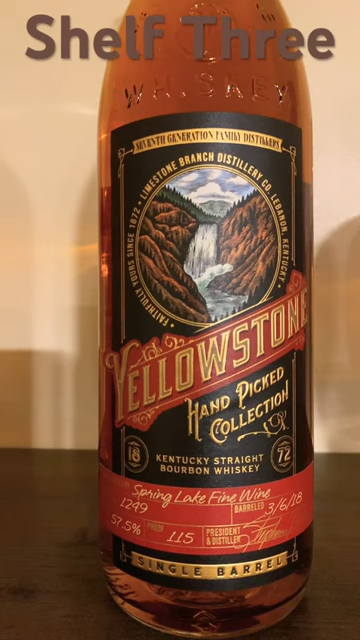 Shelf Three
WHISKEY
SEVENTH GENERATION FAMILY DISTILLERS
LIMESTONE BRANCH DISTILLERY CO. LEBANON, KENTUCKY
FAITHFULLY YOURS SINCE 1872
YELLOWSTONE
HAND PICKED
COLLECTION
18 72
KENTUCKY STRAIGHT
BOURBON WHISKEY
Spring Lake Fine Wine
1249 BARRELED 3/6/18
57.5% PROOF 115 PRESIDENT
& DISTILLER
SINGLE BARREL